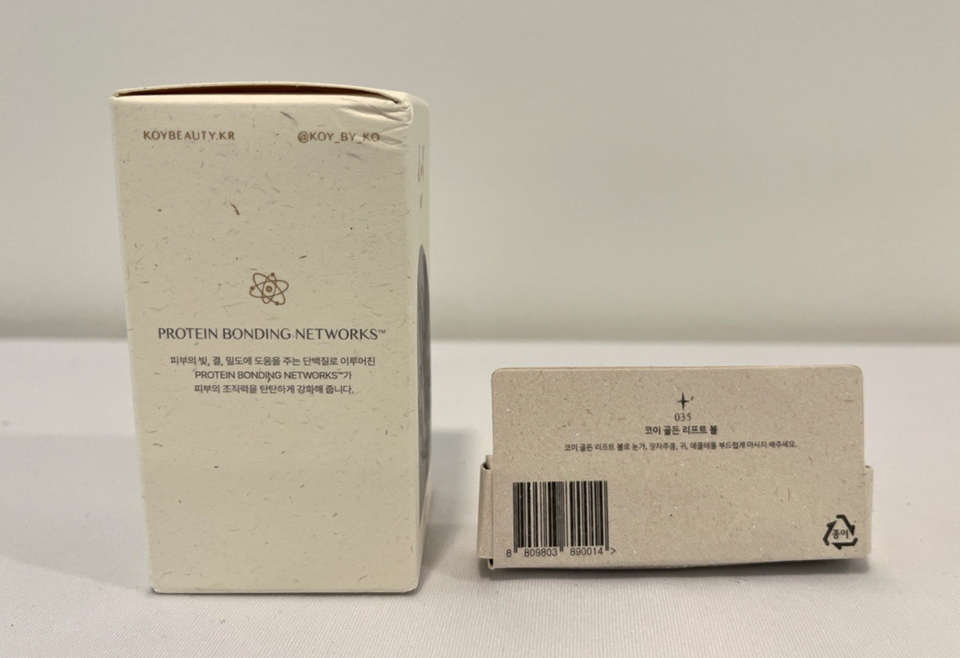 KOYBEAUTY.KR
@KOY_BY_KO
PROTEIN BONDING NETWORKS™
피부의 빛, 결, 밀도에 도움을 주는 단백질로 이루어진
PROTEIN BONDING NETWORKS™가
피부의 조직력을 탄탄하게 강화해 줍니다.
035
코이 골든 리프트 볼
코이 골든 리프트 볼로 눈가, 팔자주름, 귀, 데콜테를 부드럽게 마사지 해주세요.
8 809803 890014 >
종이